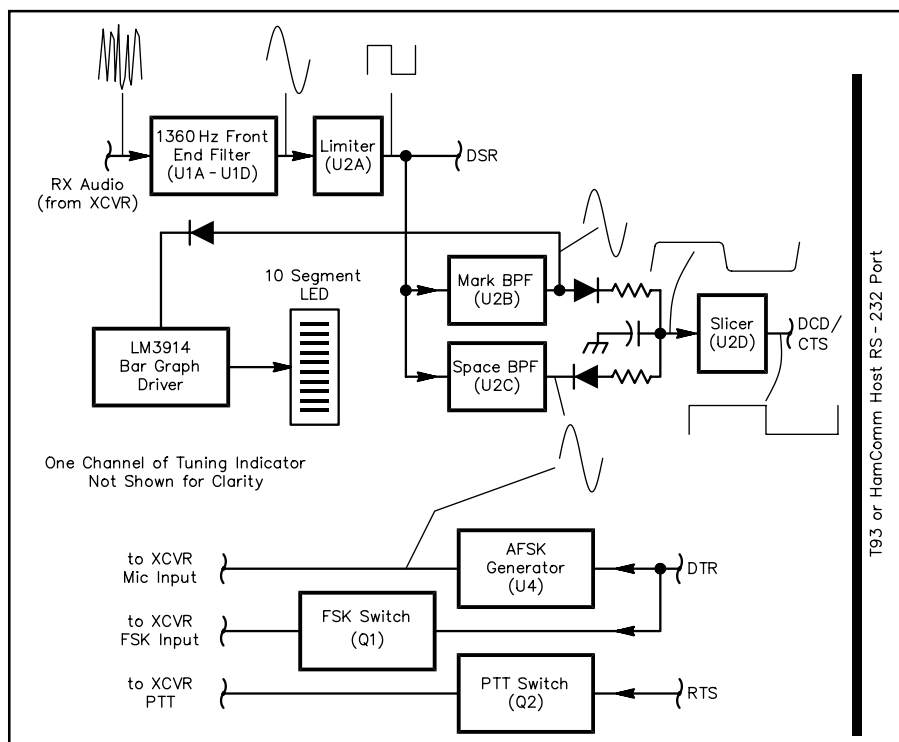 1360 Hz Front
End Filter
(U1A - U1D)
Limiter
(U2A)
DSR
RX Audio
(from XCVR)
10 Segment
LED
LM3914
Bar Graph
Driver
Mark BPF
(U2B)
Space BPF
(U2C)
Slicer
(U2D)
DCD/
CTS
One Channel of Tuning Indicator
Not Shown for Clarity
to XCVR
Mic Input
AFSK
Generator
(U4)
DTR
to XCVR
FSK Input
FSK Switch
(Q1)
to XCVR
PTT
PTT Switch
(Q2)
RTS
T93 or HamComm Host RS - 232 Port